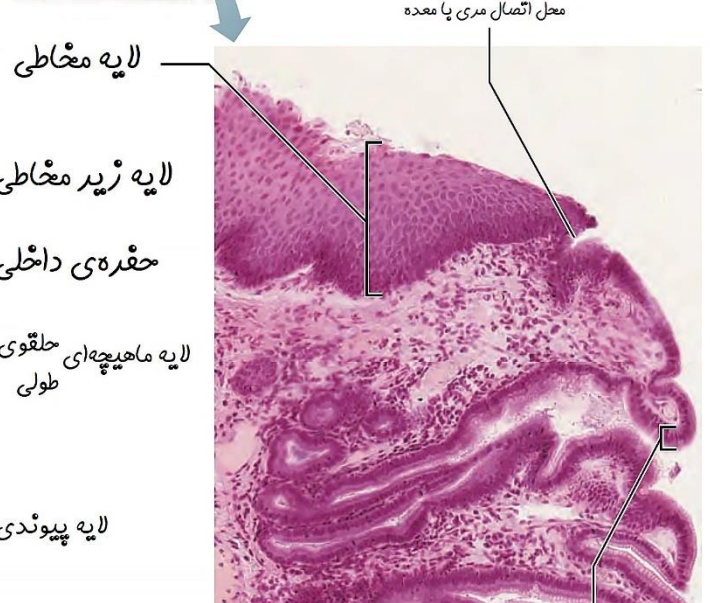 محل اتصال مری با معده
لایه مخاطی
لایه زیر مخاطی
حفره‌ی داخلی
لایه ماهیچه‌ای حلقوی
طولی
لایه پیوندی